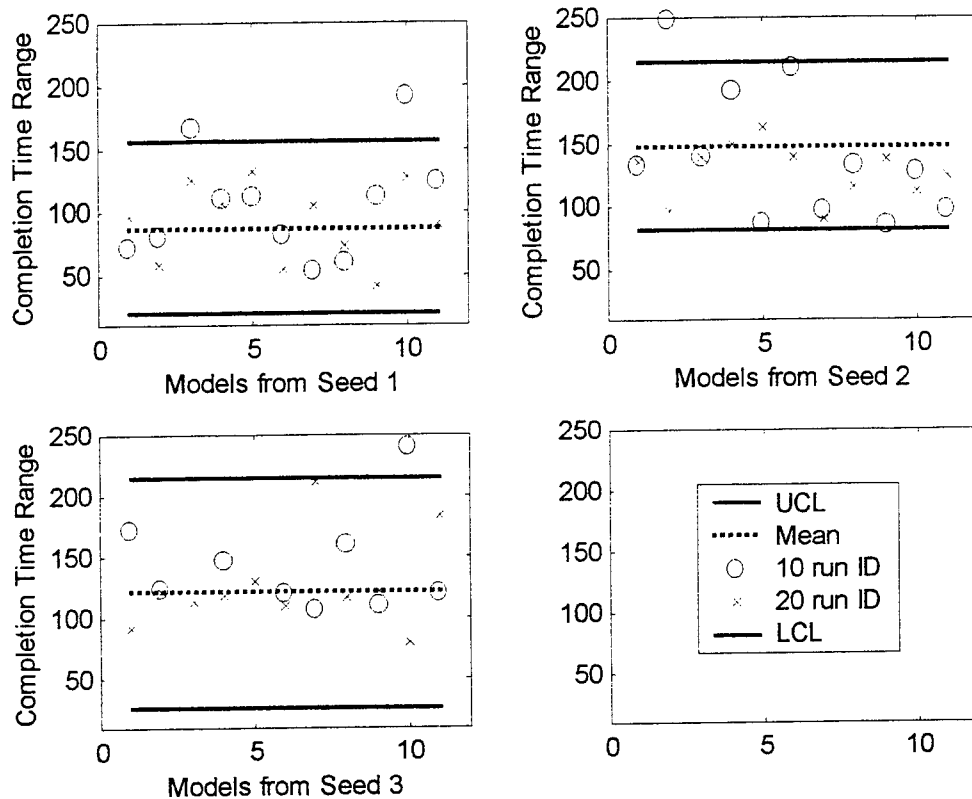 250
200
150
100
50
0
5
10
Completion Time Range
Models from Seed 1
250
200
150
100
50
0
5
10
Completion Time Range
Models from Seed 2
250
200
150
100
50
0
5
10
Completion Time Range
Models from Seed 3
250
200
150
100
50
0
5
10
UCL
Mean
10 run ID
20 run ID
LCL